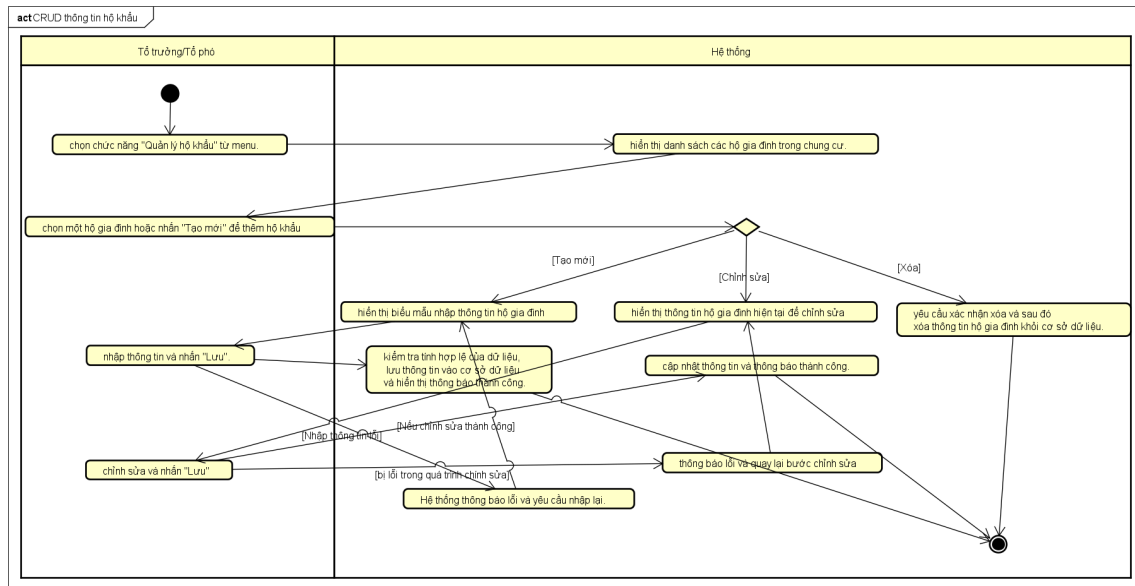 act CRUD thông tin hộ khẩu
Tổ trưởng/Tổ phó
Hệ thống
chọn chức năng "Quản lý hộ khẩu" từ menu.
hiển thị danh sách các hộ gia đình trong chung cư.
chọn một hộ gia đình hoặc nhấn "Tạo mới" để thêm hộ khẩu
[Tạo mới]
[Chỉnh sửa]
[Xóa]
hiển thị biểu mẫu nhập thông tin hộ gia đình
hiển thị thông tin hộ gia đình hiện tại để chỉnh sửa
yêu cầu xác nhận xóa và sau đó
xóa thông tin hộ gia đình khỏi cơ sở dữ liệu.
nhập thông tin và nhấn "Lưu".
kiểm tra tính hợp lệ của dữ liệu,
lưu thông tin vào cơ sở dữ liệu
và hiển thị thông báo thành công.
cập nhật thông tin và thông báo thành công.
[Nhập thông tin lỗi]
[Nếu chỉnh sửa thành công]
chỉnh sửa và nhấn "Lưu"
[bị lỗi trong quá trình chỉnh sửa]
thông báo lỗi và quay lại bước chỉnh sửa
Hệ thống thông báo lỗi và yêu cầu nhập lại.